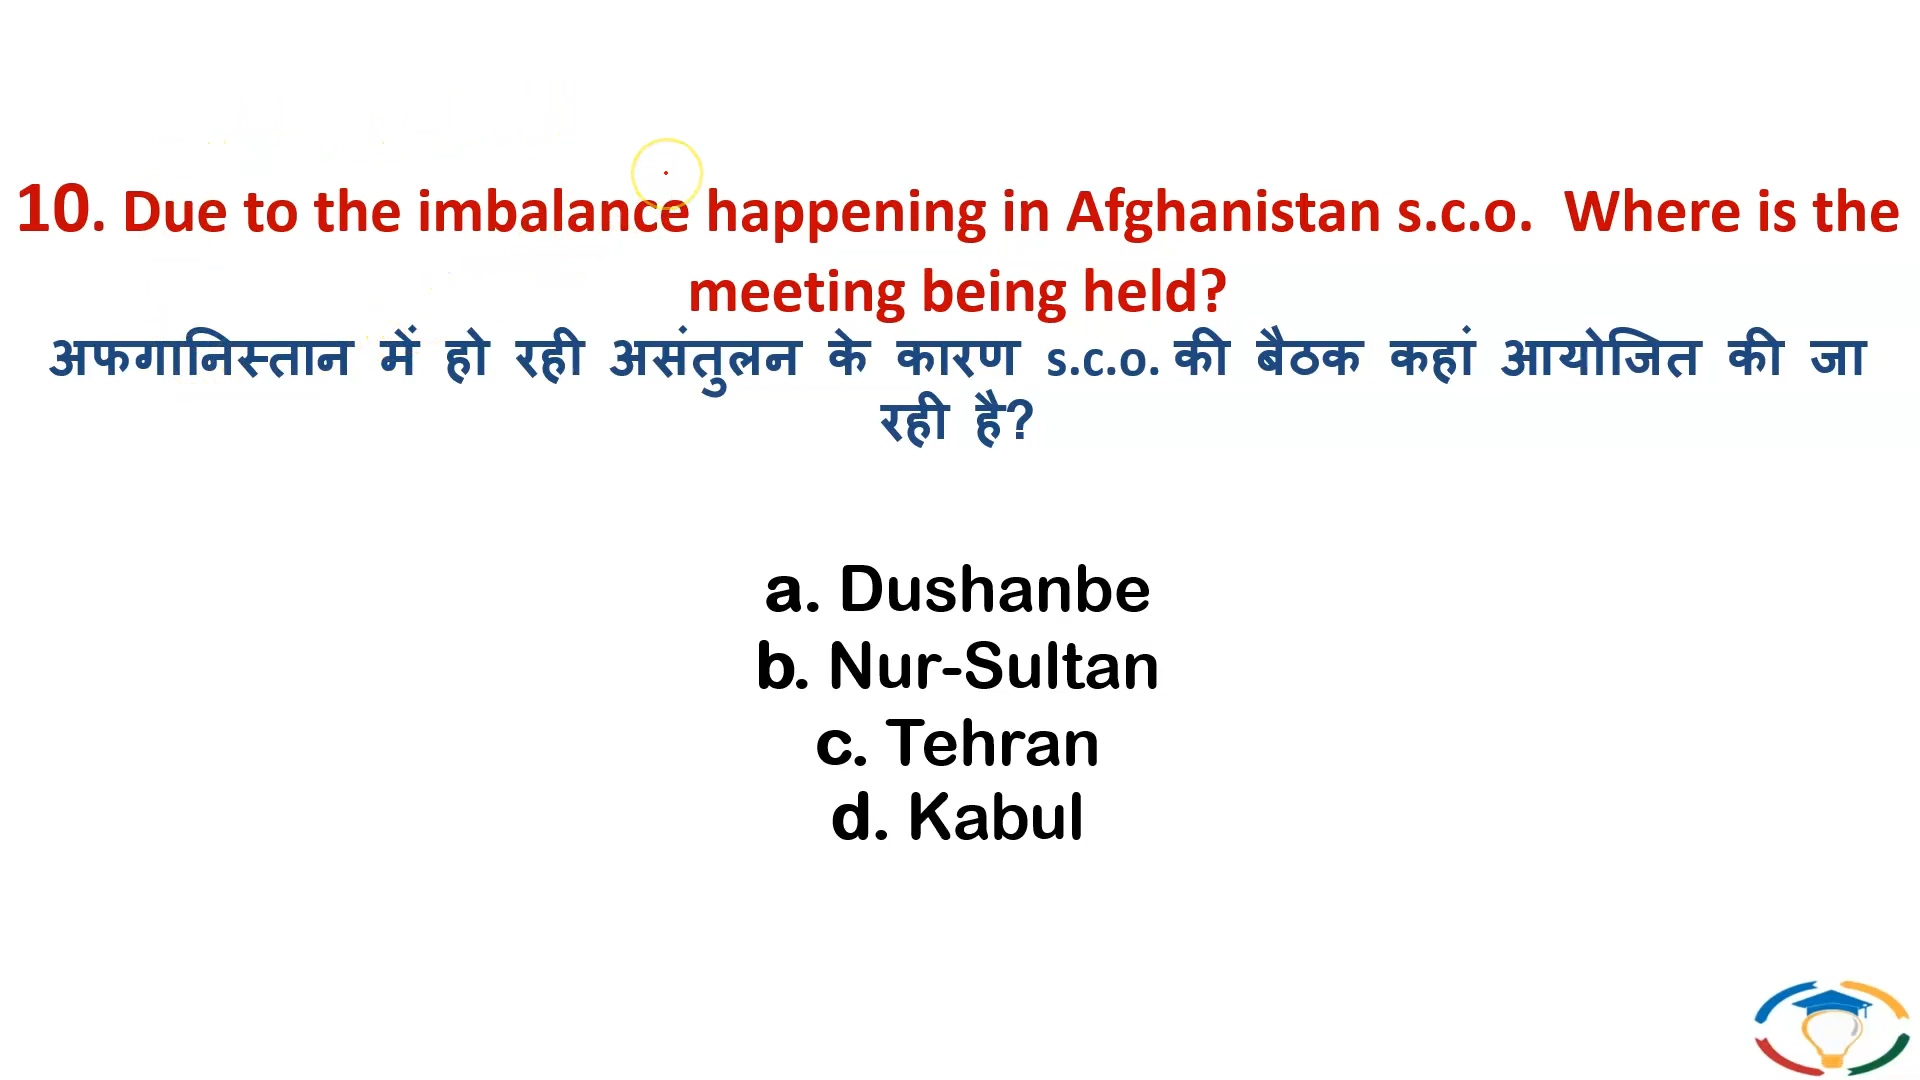 10. Due to the imbalance happening in Afghanistan s.c.o.  Where is the
meeting being held?
अफगानिस्तान में हो रही असंतुलन के कारण s.c.o. की बैठक कहां आयोजित की जा
रही है?
a. Dushanbe
b. Nur-Sultan
c. Tehran
d. Kabul